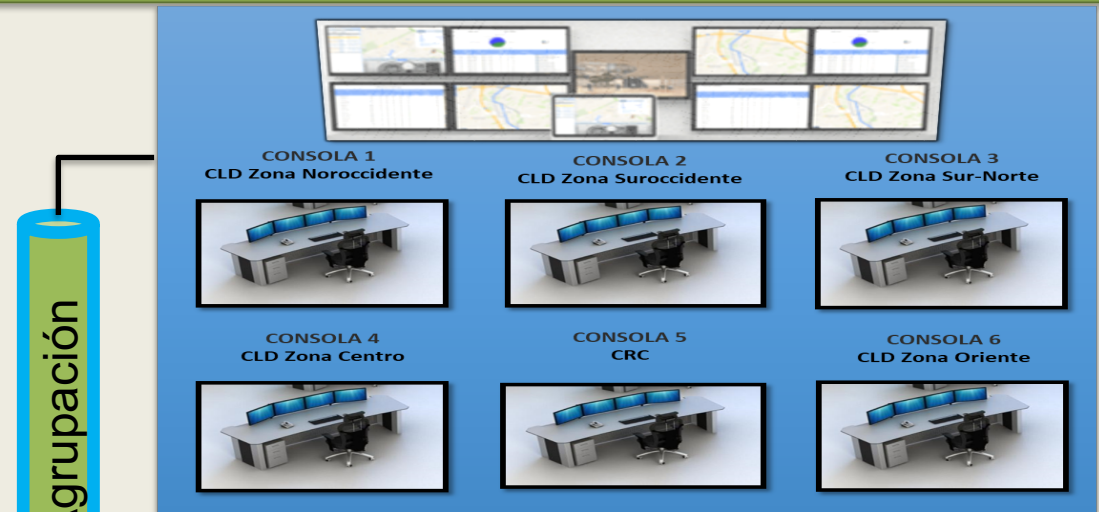 CONSOLA 1
CLD Zona Noroccidente
CONSOLA 2
CLD Zona Suroccidente
CONSOLA 3
CLD Zona Sur-Norte
CONSOLA 4
CLD Zona Centro
CONSOLA 5
CRC
CONSOLA 6
CLD Zona Oriente
grupación